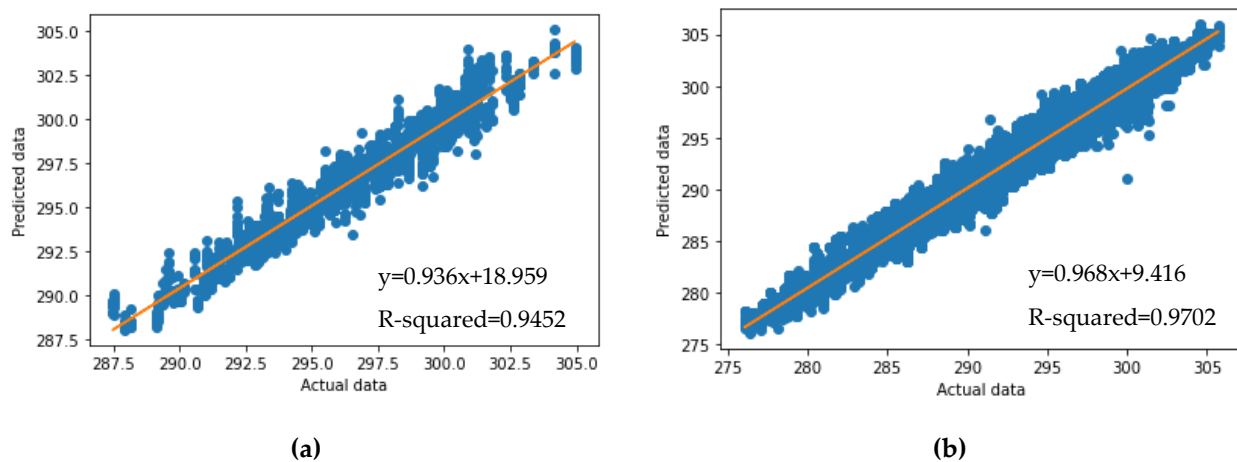 305.0
302.5
300.0
297.5
295.0
292.5
290.0
287.5
Predicted data
287.5 290.0 292.5 295.0 297.5 300.0 302.5 305.0
Actual data
y=0.936x+18.959
R-squared=0.9452
(a)
305
300
295
290
285
280
275
Predicted data
275 280 285 290 295 300 305
Actual data
y=0.968x+9.416
R-squared=0.9702
(b)